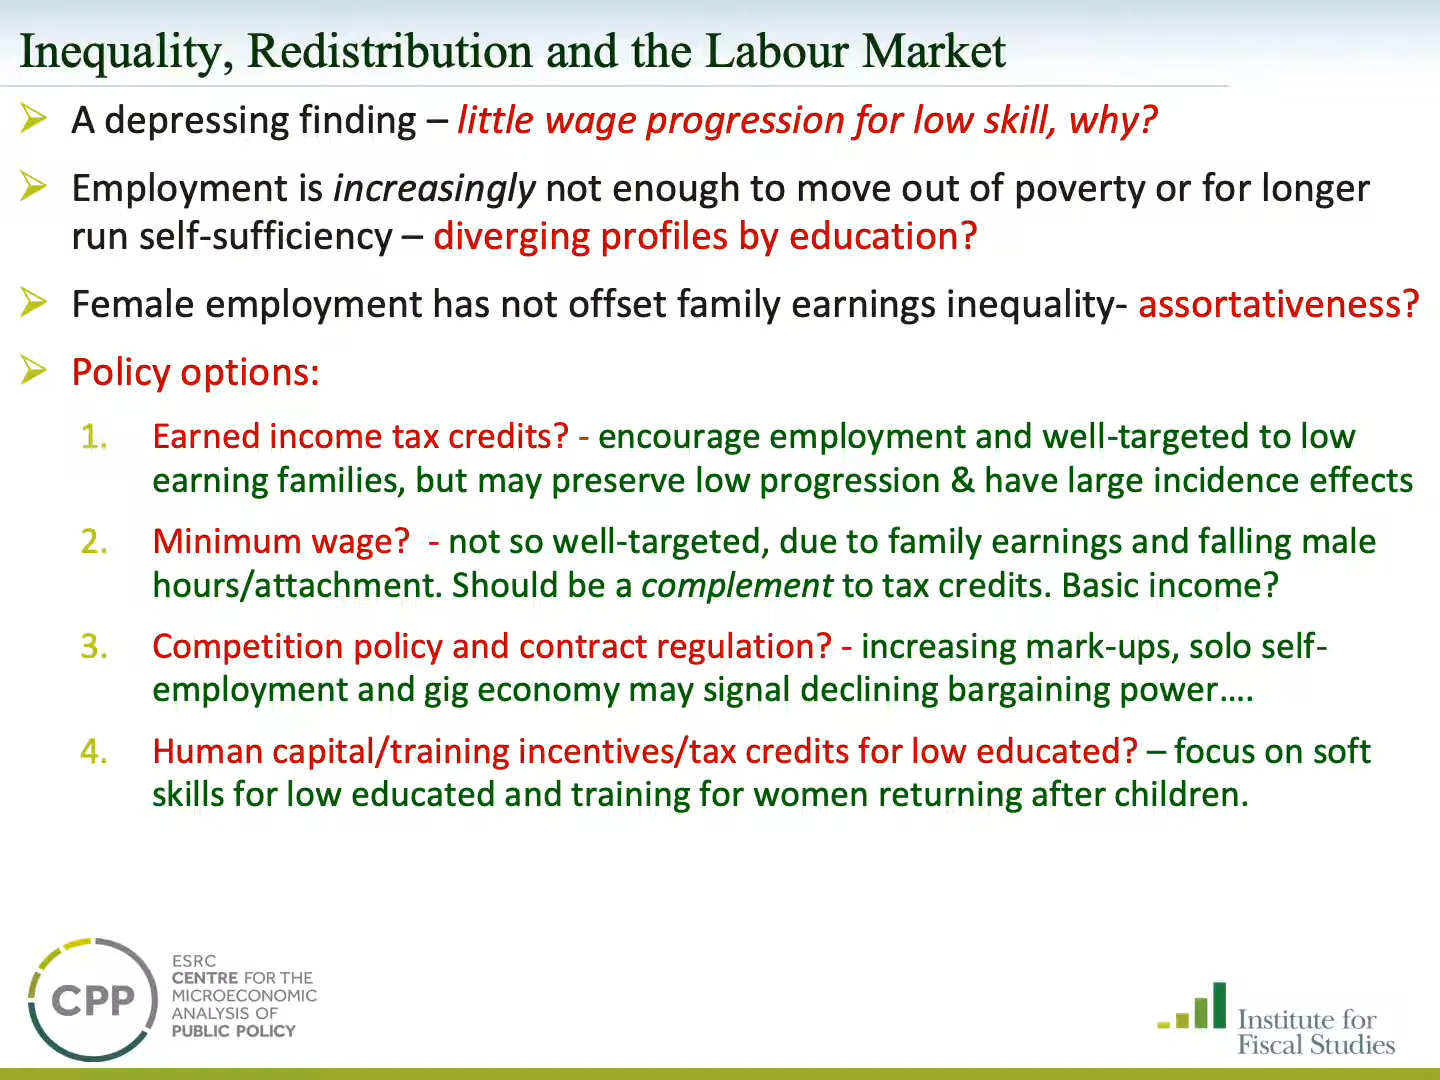 Inequality, Redistribution and the Labour Market
A depressing finding – little wage progression for low skill, why?
Employment is increasingly not enough to move out of poverty or for longer
run self-sufficiency – diverging profiles by education?
Female employment has not offset family earnings inequality- assortativeness?
Policy options:
1. Earned income tax credits? - encourage employment and well-targeted to low
earning families, but may preserve low progression & have large incidence effects
2. Minimum wage? - not so well-targeted, due to family earnings and falling male
hours/attachment. Should be a complement to tax credits. Basic income?
3. Competition policy and contract regulation? - increasing mark-ups, solo self-
employment and gig economy may signal declining bargaining power….
4. Human capital/training incentives/tax credits for low educated? – focus on soft
skills for low educated and training for women returning after children.
CPP
ESRC
CENTRE FOR THE
MICROECONOMIC
ANALYSIS OF
PUBLIC POLICY
Institute for
Fiscal Studies